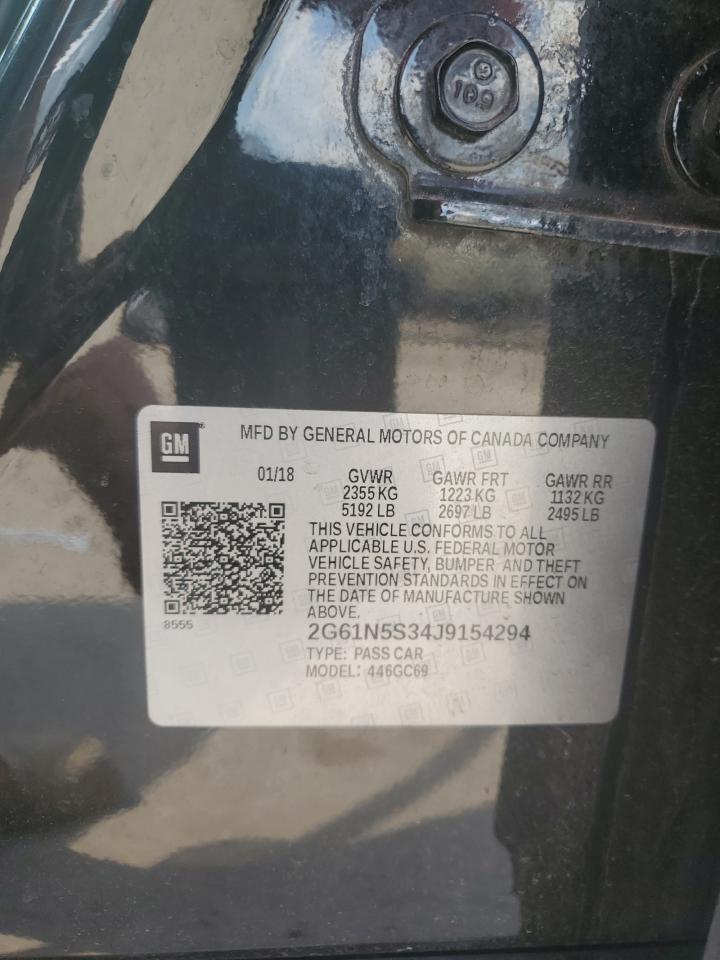 10.9
GM
MFD BY GENERAL MOTORS OF CANADA COMPANY
01/18 GVWR GAWR FRT GAWR RR
2355 KG 1223 KG 1132 KG
5192 LB 2697 LB 2495 LB
THIS VEHICLE CONFORMS TO ALL
APPLICABLE U.S. FEDERAL MOTOR
VEHICLE SAFETY, BUMPER AND THEFT
PREVENTION STANDARDS IN EFFECT ON
THE DATE OF MANUFACTURE SHOWN
ABOVE.
8555
2G61N5S34J9154294
TYPE: PASS CAR
MODEL: 446GC69